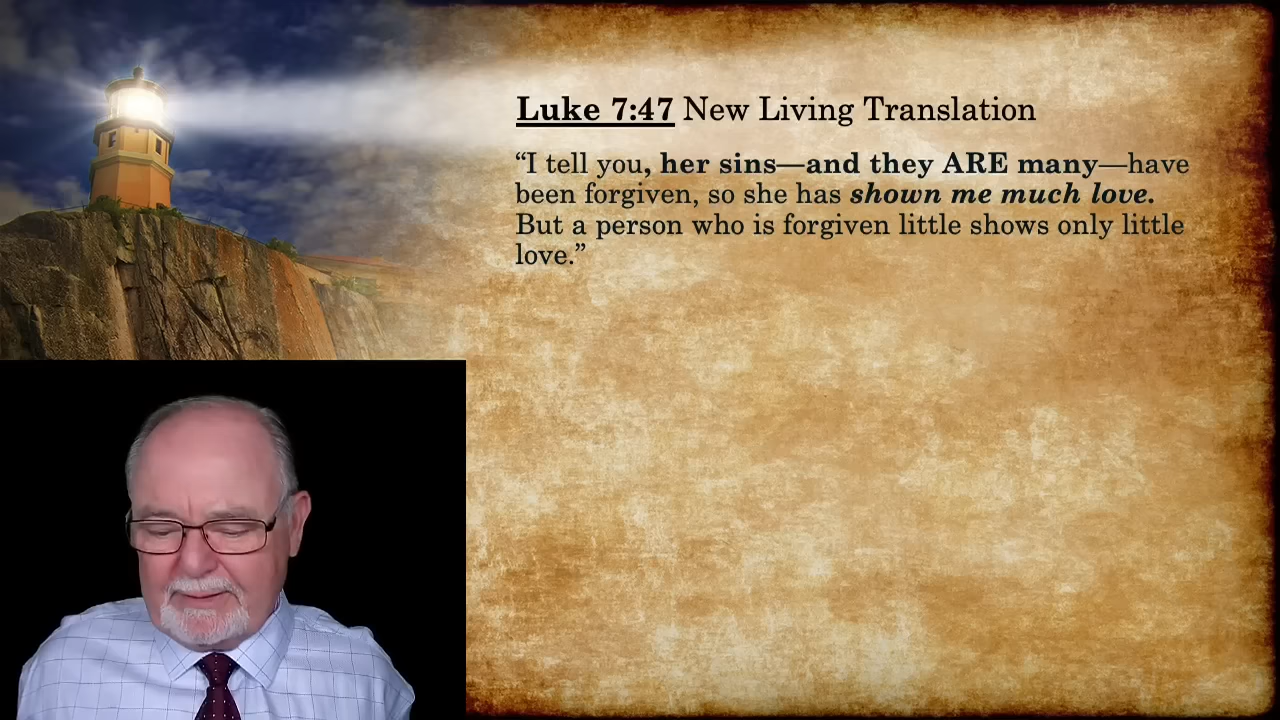 Luke 7:47 New Living Translation
“I tell you, her sins—and they ARE many—have
been forgiven, so she has shown me much love.
But a person who is forgiven little shows only little
love.”